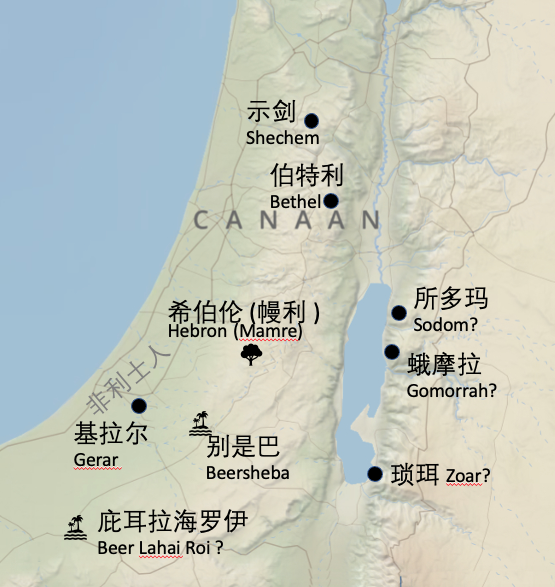 示剑
Shechem
伯特利
Bethel
CANAAN
所多玛
Sodom?
希伯伦 (幔利 )
Hebron (Mamre)
蛾摩拉
Gomorrah?
非利士人
基拉尔
Gerar
别是巴
Beersheba
琐珥 Zoar?
庇耳拉海罗伊
Beer Lahai Roi ?